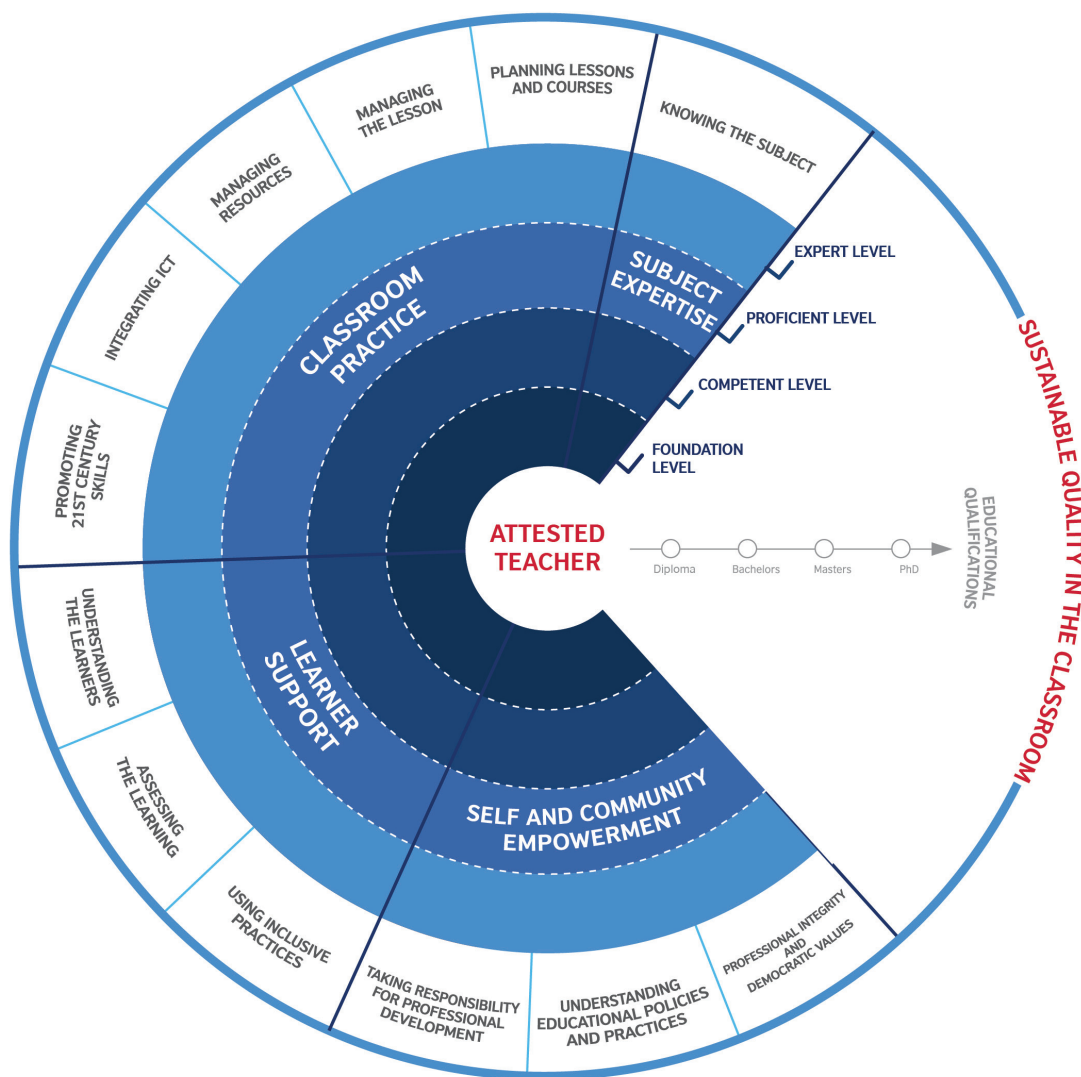 PLANNING LESSONS
AND COURSES
KNOWING THE SUBJECT
MANAGING
THE LESSON
MANAGING
RESOURCES
INTEGRATING ICT
PROMOTING
21ST CENTURY
SKILLS
UNDERSTANDING
THE LEARNERS
ASSESSING
THE LEARNING
USING INCLUSIVE
PRACTICES
TAKING RESPONSIBILITY
FOR PROFESSIONAL
DEVELOPMENT
UNDERSTANDING
EDUCATIONAL POLICIES
AND PRACTICES
PROFESSIONAL INTEGRITY
AND
DEMOCRATIC VALUES
CLASSROOM
PRACTICE
SUBJECT
EXPERTISE
LEARNER
SUPPORT
SELF AND COMMUNITY
EMPOWERMENT
EXPERT LEVEL
PROFICIENT LEVEL
COMPETENT LEVEL
FOUNDATION
LEVEL
ATTESTED
TEACHER
Diploma
Bachelors
Masters
PhD
EDUCATIONAL
QUALIFICATIONS
SUSTAINABLE QUALITY IN THE CLASSROOM